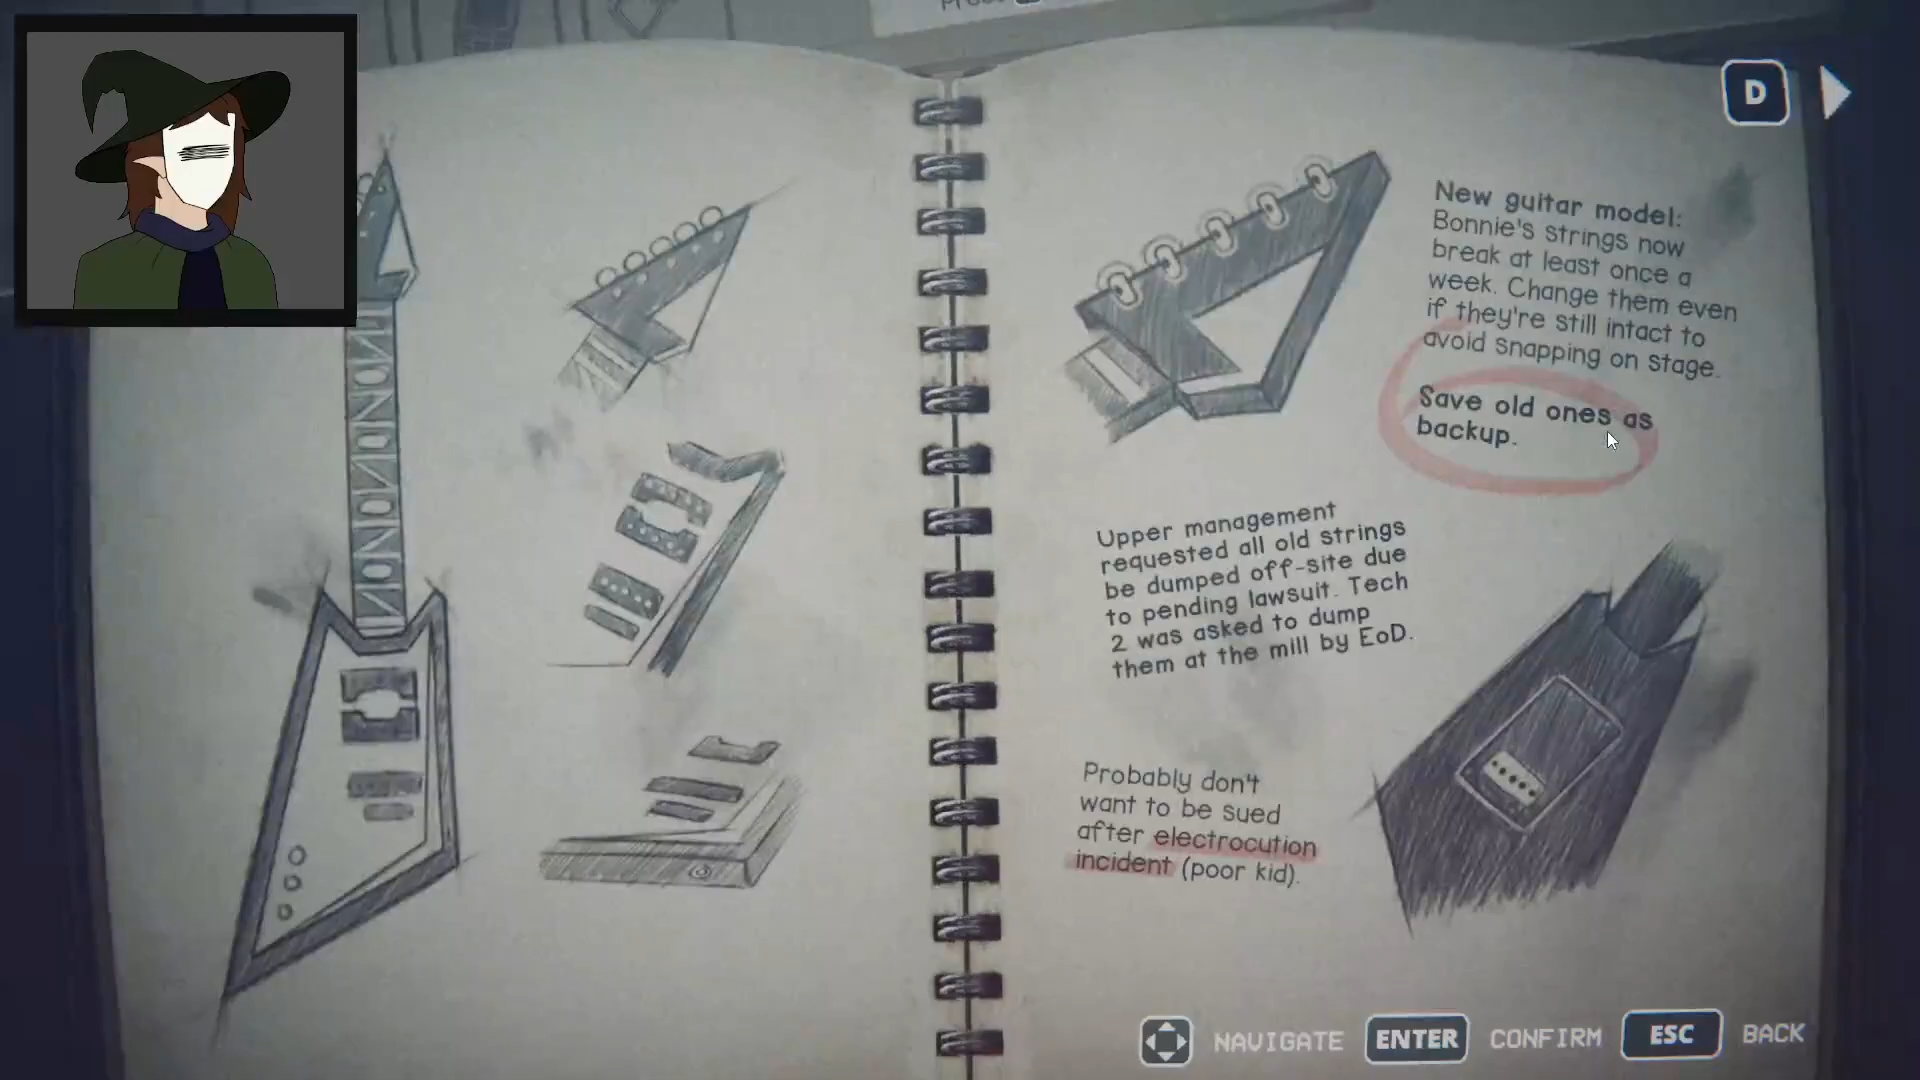 D
New guitar model:
Bonnie's strings now
break at least once a
week. Change them even
if they're still intact to
avoid snapping on stage.
Save old ones as
backup.
Upper management
requested all old strings
be dumped off-site due
to pending lawsuit. Tech
2 was asked to dump
them at the mill by EoD.
Probably don't
want to be sued
after electrocution
incident (poor kid).
NAVIGATE ENTER CONFIRM ESC BACK